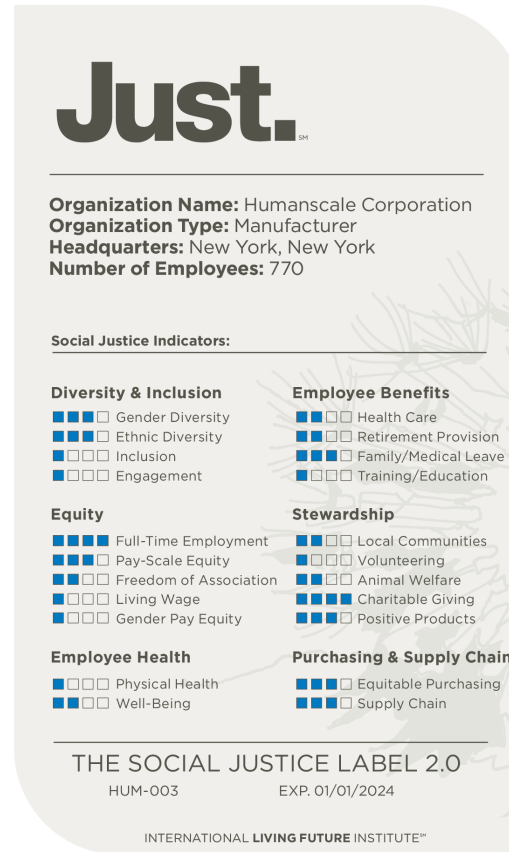 Just.℠
Organization Name: Humanscale Corporation
Organization Type: Manufacturer
Headquarters: New York, New York
Number of Employees: 770
Social Justice Indicators:
Diversity & Inclusion
Gender Diversity
Ethnic Diversity
Inclusion
Engagement
Equity
Full-Time Employment
Pay-Scale Equity
Freedom of Association
Living Wage
Gender Pay Equity
Employee Health
Physical Health
Well-Being
Employee Benefits
Health Care
Retirement Provision
Family/Medical Leave
Training/Education
Stewardship
Local Communities
Volunteering
Animal Welfare
Charitable Giving
Positive Products
Purchasing & Supply Chain
Equitable Purchasing
Supply Chain
THE SOCIAL JUSTICE LABEL 2.0
HUM-003 EXP. 01/01/2024
INTERNATIONAL LIVING FUTURE INSTITUTE℠